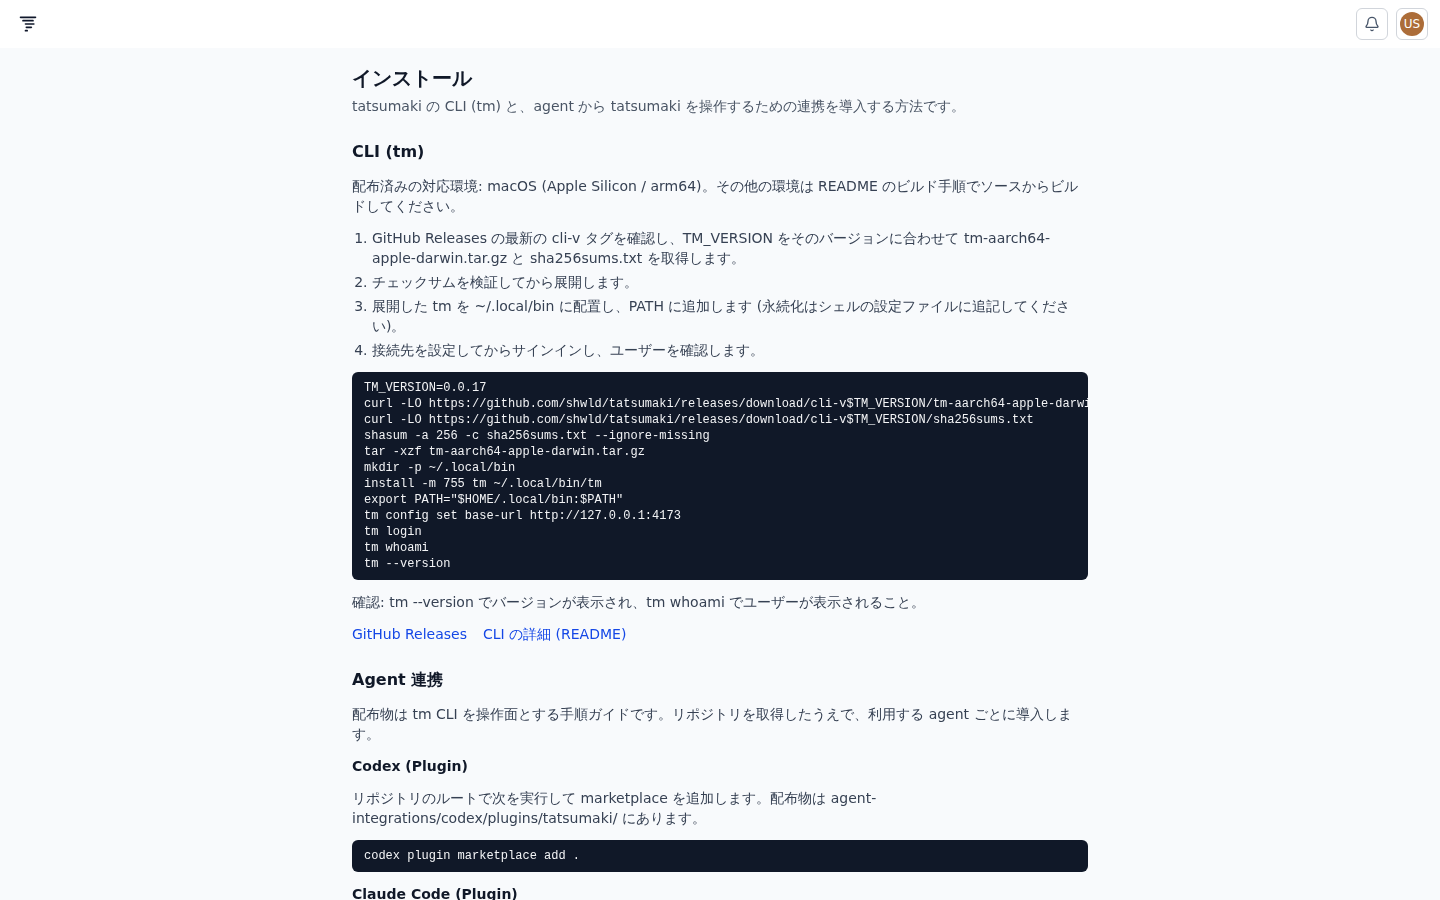 US
インストール
tatsumaki の CLI (tm) と、agent から tatsumaki を操作するための連携を導入する方法です。
CLI (tm)
配布済みの対応環境: macOS (Apple Silicon / arm64)。その他の環境は README のビルド手順でソースからビル
ドしてください。
1. GitHub Releases の最新の cli-v タグを確認し、TM_VERSION をそのバージョンに合わせて tm-aarch64-
apple-darwin.tar.gz と sha256sums.txt を取得します。
2. チェックサムを検証してから展開します。
3. 展開した tm を ~/.local/bin に配置し、PATH に追加します (永続化はシェルの設定ファイルに追記してくださ
い)。
4. 接続先を設定してからサインインし、ユーザーを確認します。
TM_VERSION=0.0.17
curl -LO https://github.com/shwld/tatsumaki/releases/download/cli-v$TM_VERSION/tm-aarch64-apple-darwi
curl -LO https://github.com/shwld/tatsumaki/releases/download/cli-v$TM_VERSION/sha256sums.txt
shasum -a 256 -c sha256sums.txt --ignore-missing
tar -xzf tm-aarch64-apple-darwin.tar.gz
mkdir -p ~/.local/bin
install -m 755 tm ~/.local/bin/tm
export PATH="$HOME/.local/bin:$PATH"
tm config set base-url http://127.0.0.1:4173
tm login
tm whoami
tm --version
確認: tm --version でバージョンが表示され、tm whoami でユーザーが表示されること。
GitHub Releases CLI の詳細 (README)
Agent 連携
配布物は tm CLI を操作面とする手順ガイドです。リポジトリを取得したうえで、利用する agent ごとに導入しま
す。
Codex (Plugin)
リポジトリのルートで次を実行して marketplace を追加します。配布物は agent-
integrations/codex/plugins/tatsumaki/ にあります。
codex plugin marketplace add .
Claude Code (Plugin)